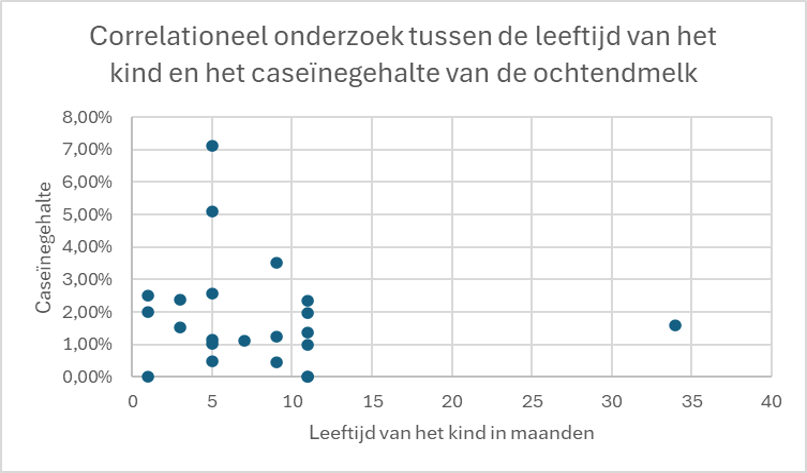 Correlationeel onderzoek tussen de leeftijd van het
kind en het caseïnegehalte van de ochtendmelk
8,00%
7,00%
6,00%
5,00%
4,00%
3,00%
2,00%
1,00%
0,00%
Caseïnegehalte
0 5 10 15 20 25 30 35 40
Leeftijd van het kind in maanden